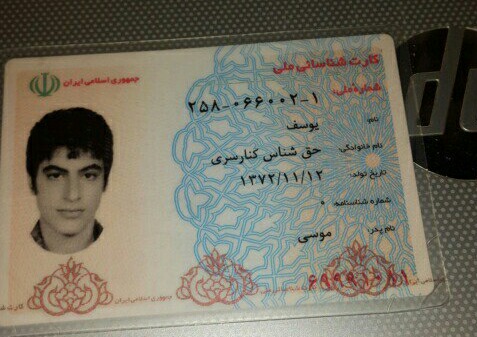 کارت شناسائی ملی
جمهوری اسلامی ایران
شماره ملی:
۲۵۸-۰۶۶۰۰۲-۱
نام: یوسف
نام خانوادگی: حق شناس کنارسری
تاریخ تولد: ۱۳۷۲/۱۱/۱۲
شماره شناسنامه: ۰
نام پدر: موسی
جمهوری اسلامی ایران